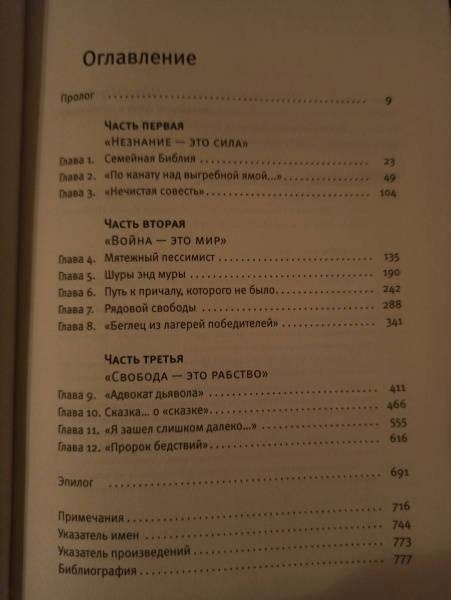 Оглавление
Пролог 9
Часть первая
«Незнание — это сила»
Глава 1. Семейная Библия 23
Глава 2. «По канату над выгребной ямой...» 49
Глава 3. «Нечистая совесть» 104
Часть вторая
«Война — это мир»
Глава 4. Мятежный пессимист 135
Глава 5. Шуры энд муры 190
Глава 6. Путь к причалу, которого не было 242
Глава 7. Рядовой свободы 288
Глава 8. «Беглец из лагерей победителей» 341
Часть третья
«Свобода — это рабство»
Глава 9. «Адвокат дьявола» 411
Глава 10. Сказка... о «сказке» 466
Глава 11. «Я зашел слишком далеко...» 555
Глава 12. «Пророк бедствий» 616
Эпилог 691
Примечания 716
Указатель имен 744
Указатель произведений 773
Библиография 777